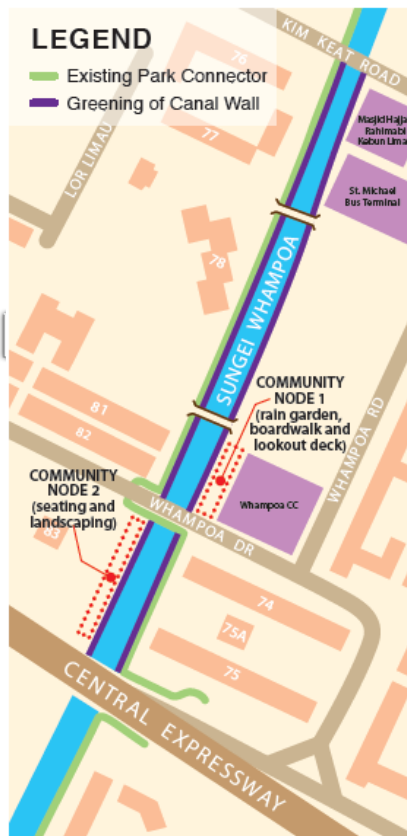 LEGEND
Existing Park Connector
Greening of Canal Wall
KIM KEAT ROAD
76
77
LOR LIMAU
Masjid Hajja
Rahimabi
Kebun Lima
St. Michael
Bus Terminal
78
SUNGEI WHAMPOA
COMMUNITY
NODE 1
(rain garden,
boardwalk and
lookout deck)
WHAMPOA RD
81
82
COMMUNITY
NODE 2
(seating and
landscaping)
83
WHAMPOA DR
Whampoa CC
74
75A
75
CENTRAL EXPRESSWAY